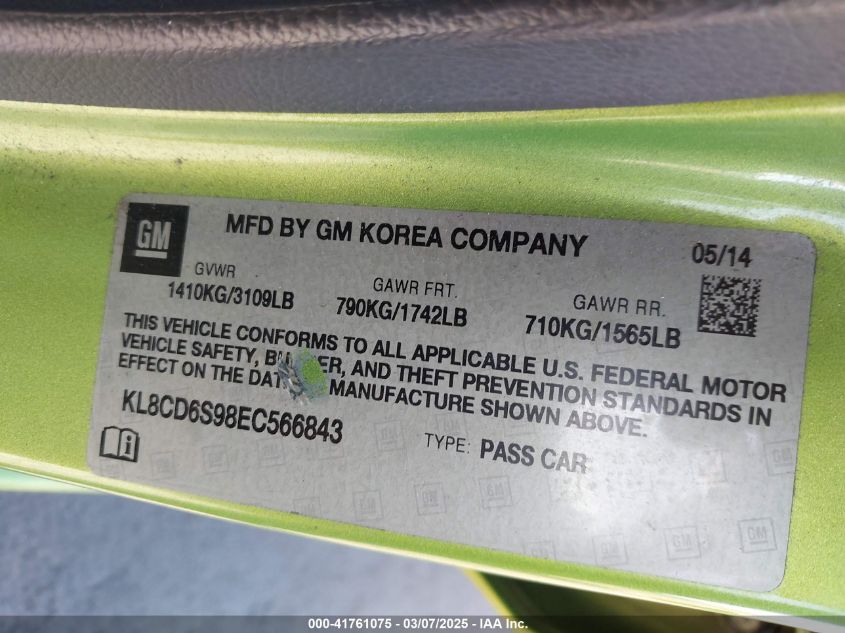 GM
MFD BY GM KOREA COMPANY
05/14
GVWR
1410KG/3109LB
GAWR FRT.
790KG/1742LB
GAWR RR.
710KG/1565LB
THIS VEHICLE CONFORMS TO ALL APPLICABLE U.S. FEDERAL MOTOR
VEHICLE SAFETY, BU ER, AND THEFT PREVENTION STANDARDS IN
EFFECT ON THE DAT MANUFACTURE SHOWN ABOVE.
KL8CD6S98EC566843
TYPE: PASS CAR
000-41761075 — 03/07/2025 — IAA, Inc.